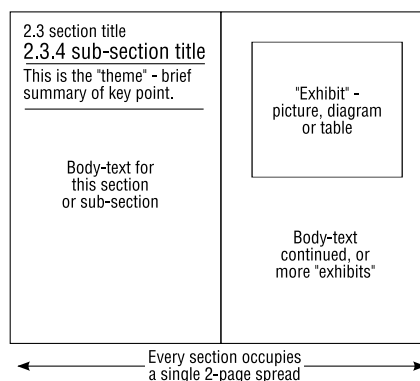 2.3 section title
2.3.4 sub-section title
This is the "theme" - brief
summary of key point.
Body-text for
this section
or sub-section
"Exhibit" -
picture, diagram
or table
Body-text
continued, or
more "exhibits"
Every section occupies
a single 2-page spread